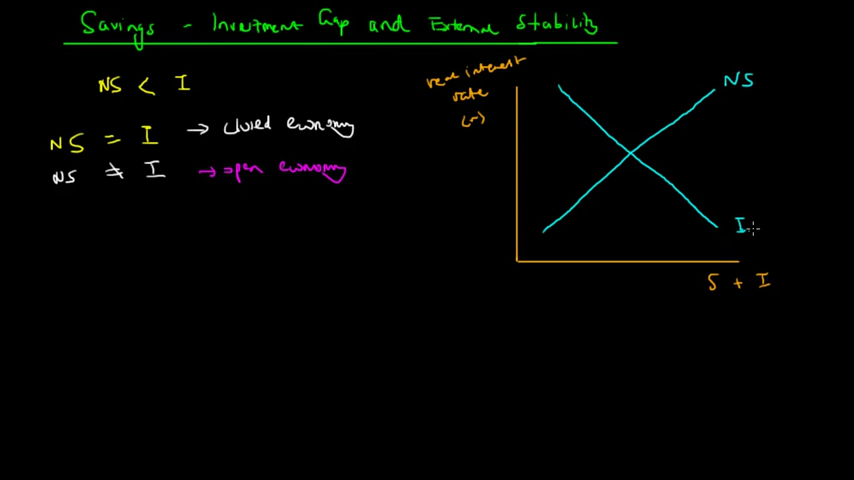 Savings - Investment Gap and External Stability
NS < I
NS = I → closed economy
NS ≠ I → open economy
real interest
rate
(r)
NS
I
S + I